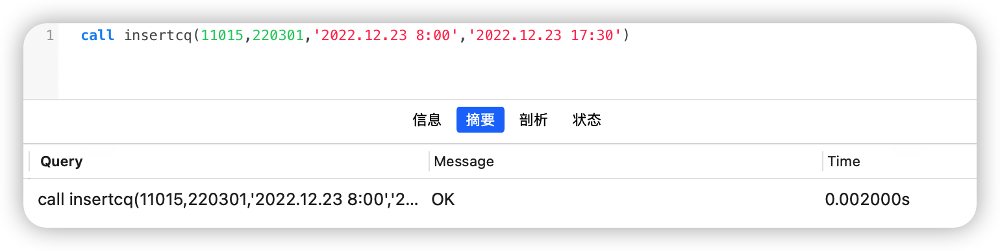 1 call insertcq(11015,220301,'2022.12.23 8:00','2022.12.23 17:30')
信息 摘要 剖析 状态
Query Message Time
call insertcq(11015,220301,'2022.12.23 8:00','2... OK 0.002000s